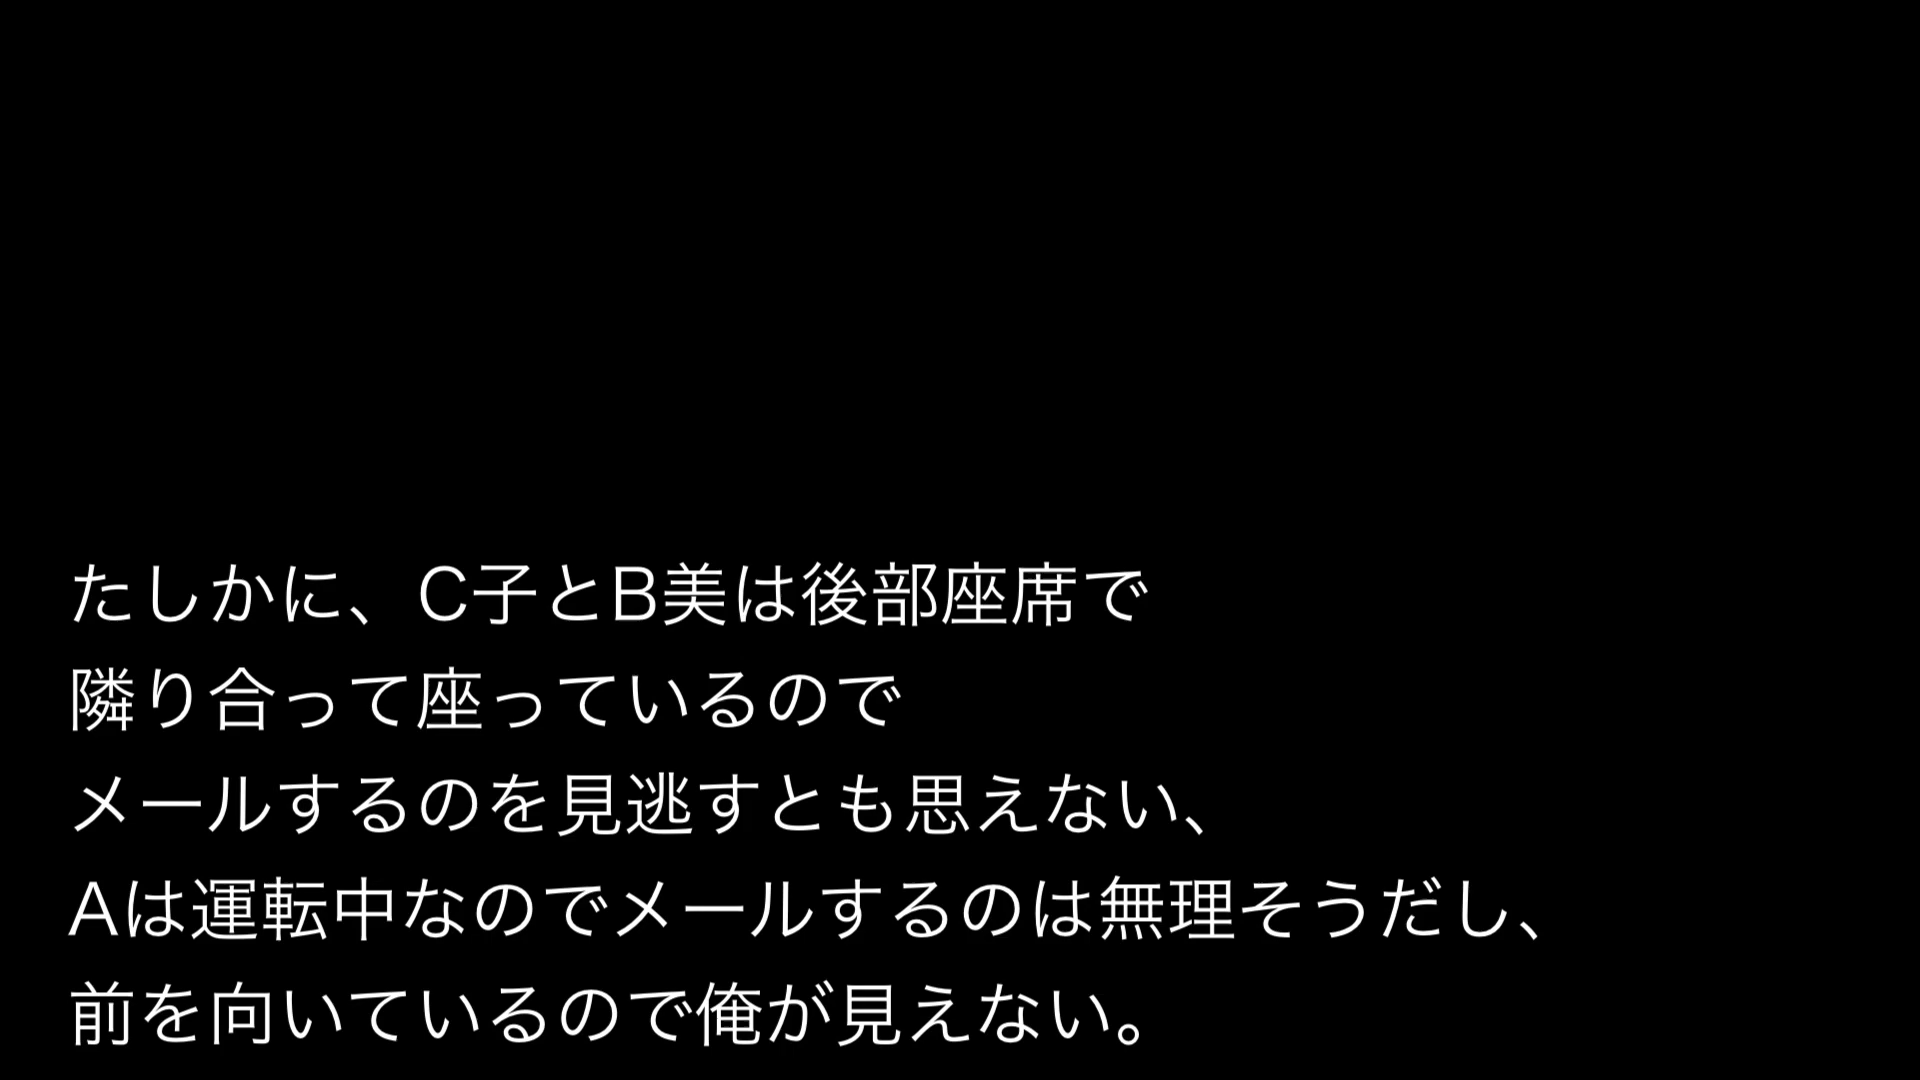 たしかに、C子とB美は後部座席で
隣り合って座っているので
メールするのを見逃すとも思えない、
Aは運転中なのでメールするのは無理そうだし、
前を向いているので俺が見えない。